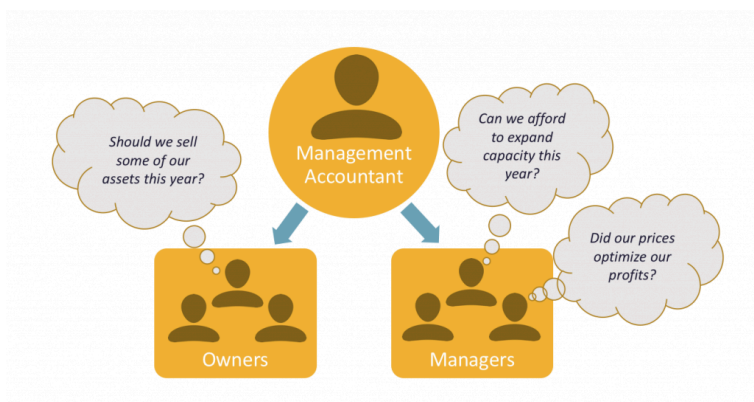 Should we sell
some of our
assets this year?
Management
Accountant
Can we afford
to expand
capacity this
year?
Did our prices
optimize our
profits?
Owners
Managers